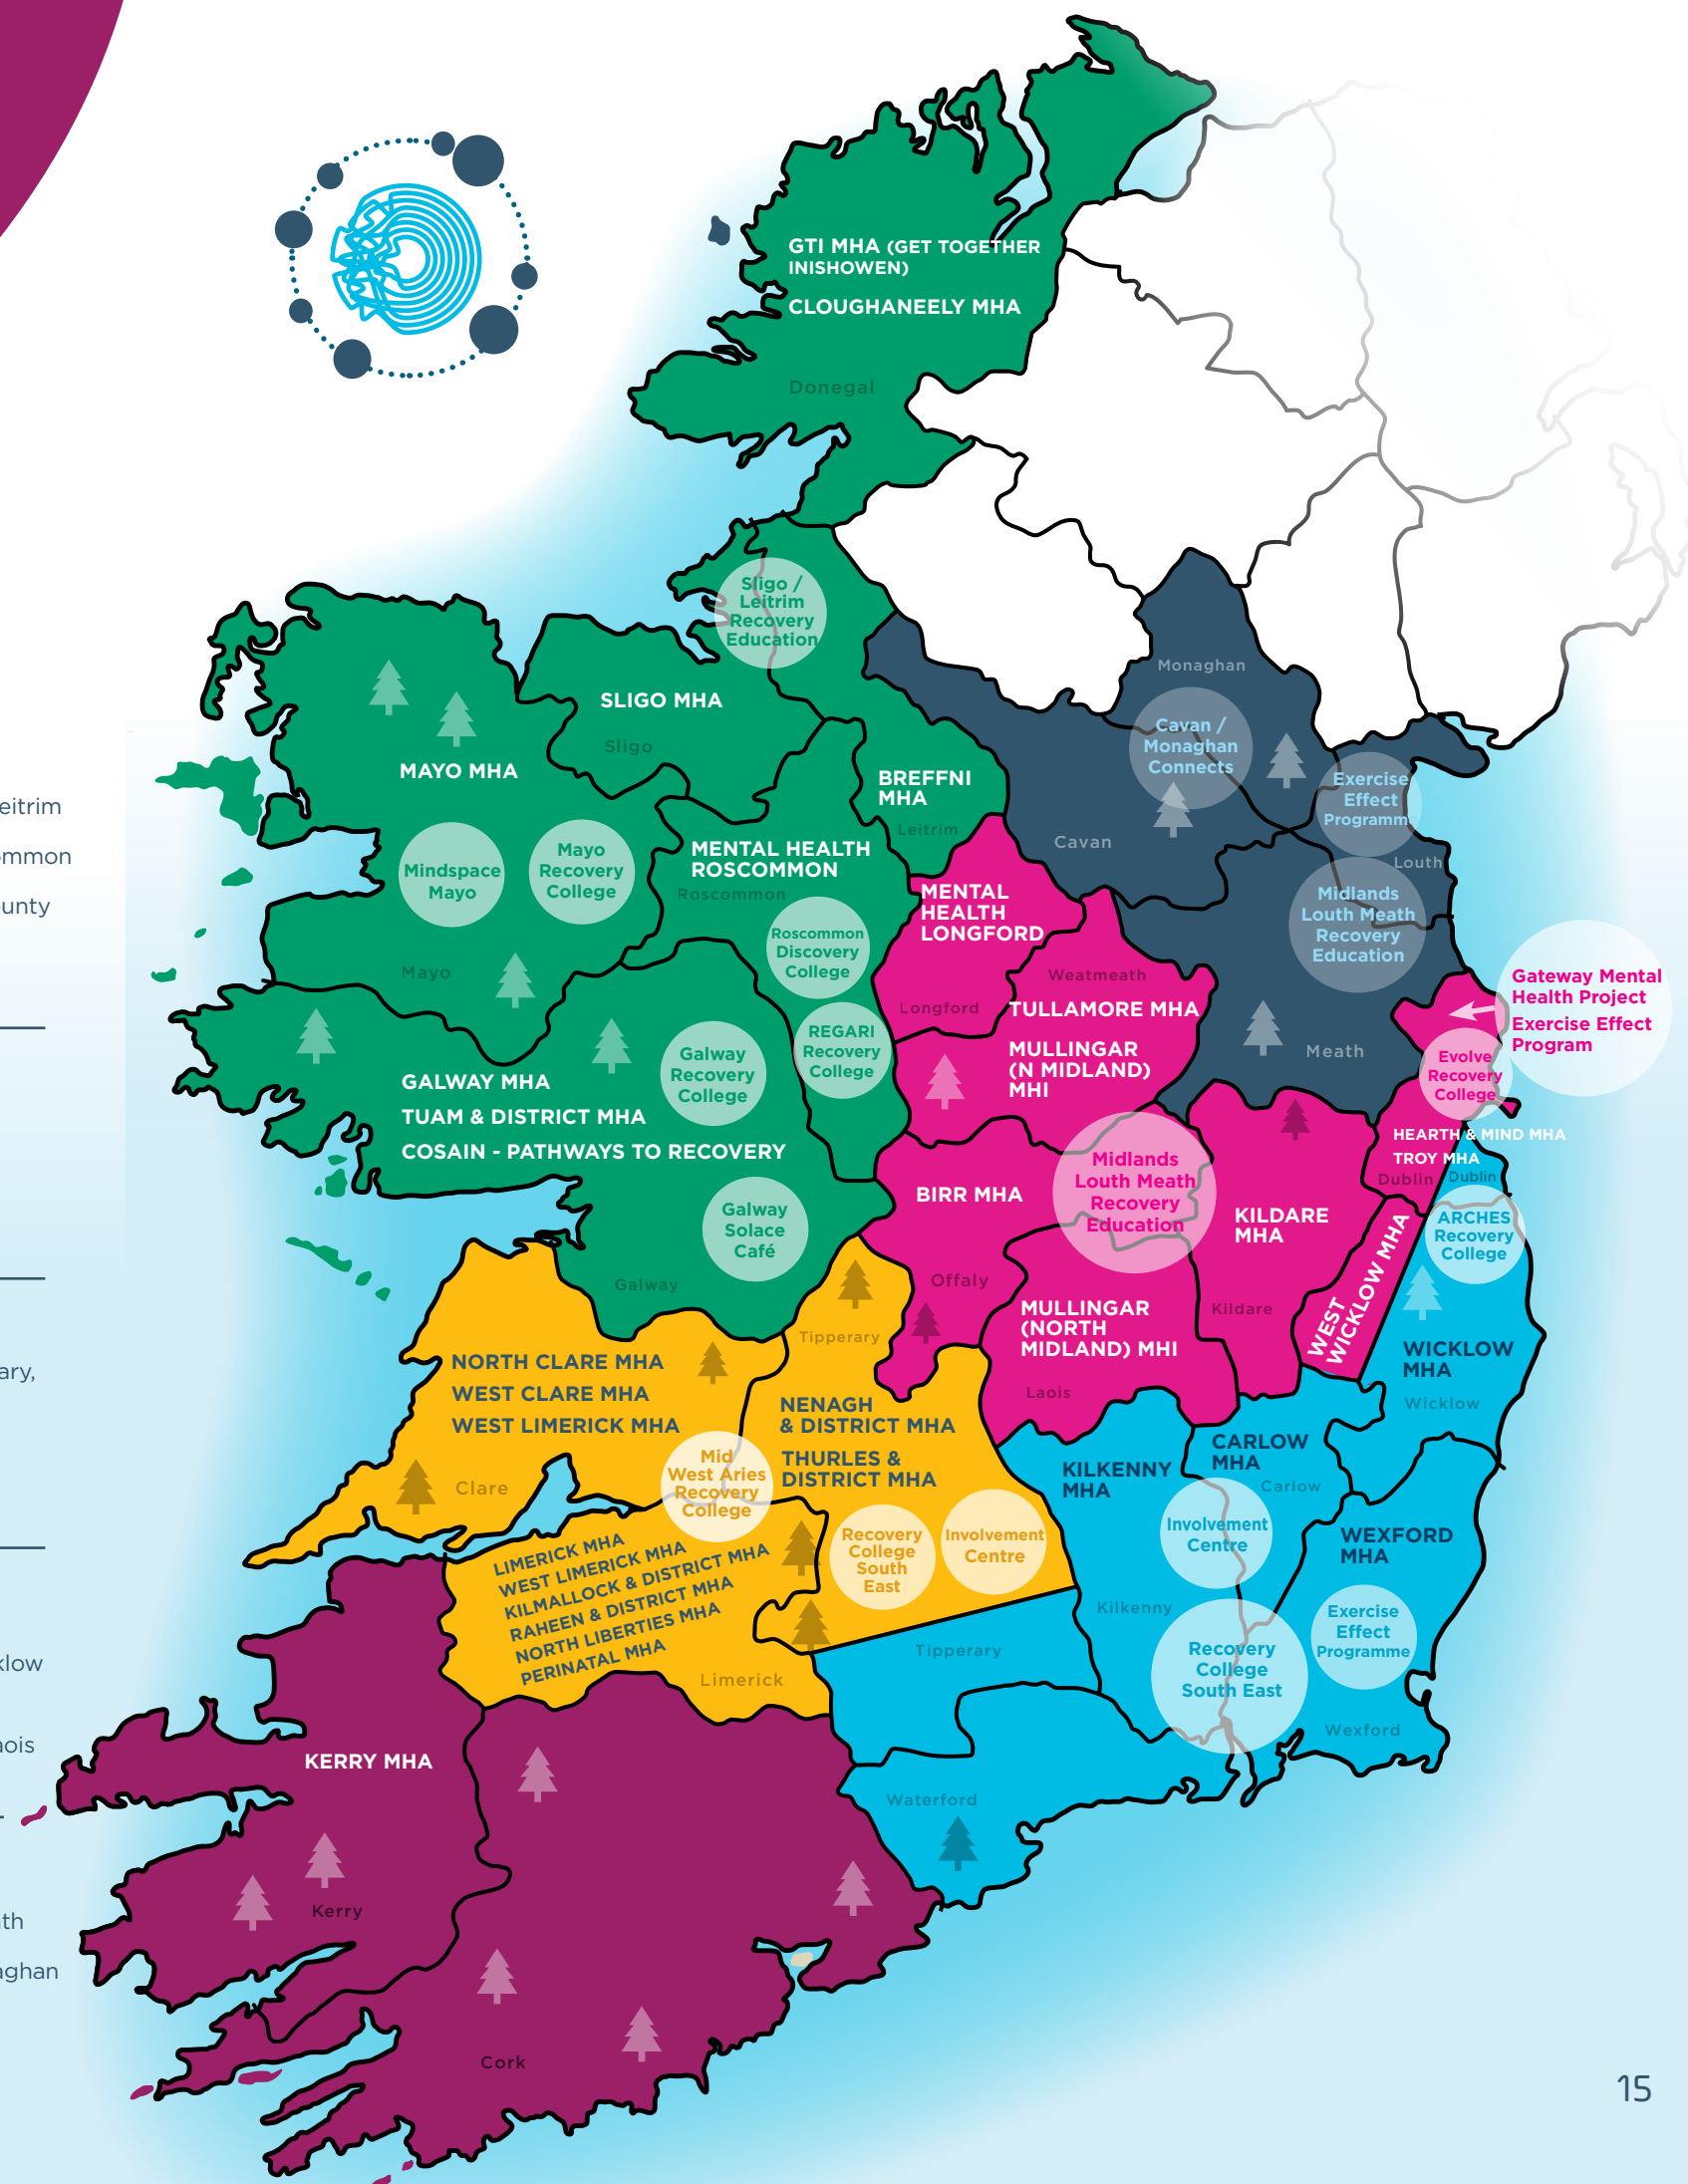 GTI MHA (GET TOGETHER
INISHOWEN)
CLOUGHANEELY MHA
Donegal
Sligo /
Leitrim
Recovery
Education
Monaghan
SLIGO MHA
Sligo
Cavan /
Monaghan
Connects
MAYO MHA
BREFFNI
MHA
Leitrim
Exercise
Effect
Programm
eitrim
Cavan
Louth
ommon
Mindspace
Mayo
Mayo
Recovery
College
MENTAL HEALTH
ROSCOMMON
Roscommon
MENTAL
HEALTH
LONGFORD
Midlands
Louth Meath
Recovery
Education
unty
Roscommon
Discovery
College
Mayo
Weatmeath
Longford
TULLAMORE MHA
Gateway Mental
Health Project
Exercise Effect
Program
REGARI
Recovery
College
MULLINGAR
(N MIDLAND)
MHI
Meath
Evolve
Recovery
College
Galway
Recovery
College
GALWAY MHA
TUAM & DISTRICT MHA
COSAIN - PATHWAYS TO RECOVERY
HEARTH & MIND MHA
TROY MHA
Dublin
Dublin
Midlands
Louth Meath
Recovery
Education
BIRR MHA
KILDARE
MHA
ARCHES
Recovery
College
Galway
Solace
Café
Galway
Offaly
Kildare
WEST
WICKLOW MHA
Tipperary
MULLINGAR
(NORTH
MIDLAND) MHI
Laois
WICKLOW
MHA
Wicklow
ary,
NORTH CLARE MHA
WEST CLARE MHA
WEST LIMERICK MHA
Clare
NENAGH
& DISTRICT MHA
THURLES &
DISTRICT MHA
Mid
West Aries
Recovery
College
KILKENNY
MHA
CARLOW
MHA
Carlow
Recovery
College
South
East
Involvement
Centre
Involvement
Centre
WEXFORD
MHA
LIMERICK MHA
WEST LIMERICK MHA
KILMALLOCK & DISTRICT MHA
RAHEEN & DISTRICT MHA
NORTH LIBERTIES MHA
PERINATAL MHA
Limerick
Kilkenny
Exercise
Effect
Programme
Tipperary
Recovery
College
South East
klow
Wexford
aois
KERRY MHA
Waterford
Kerry
ath
aghan
Cork
15